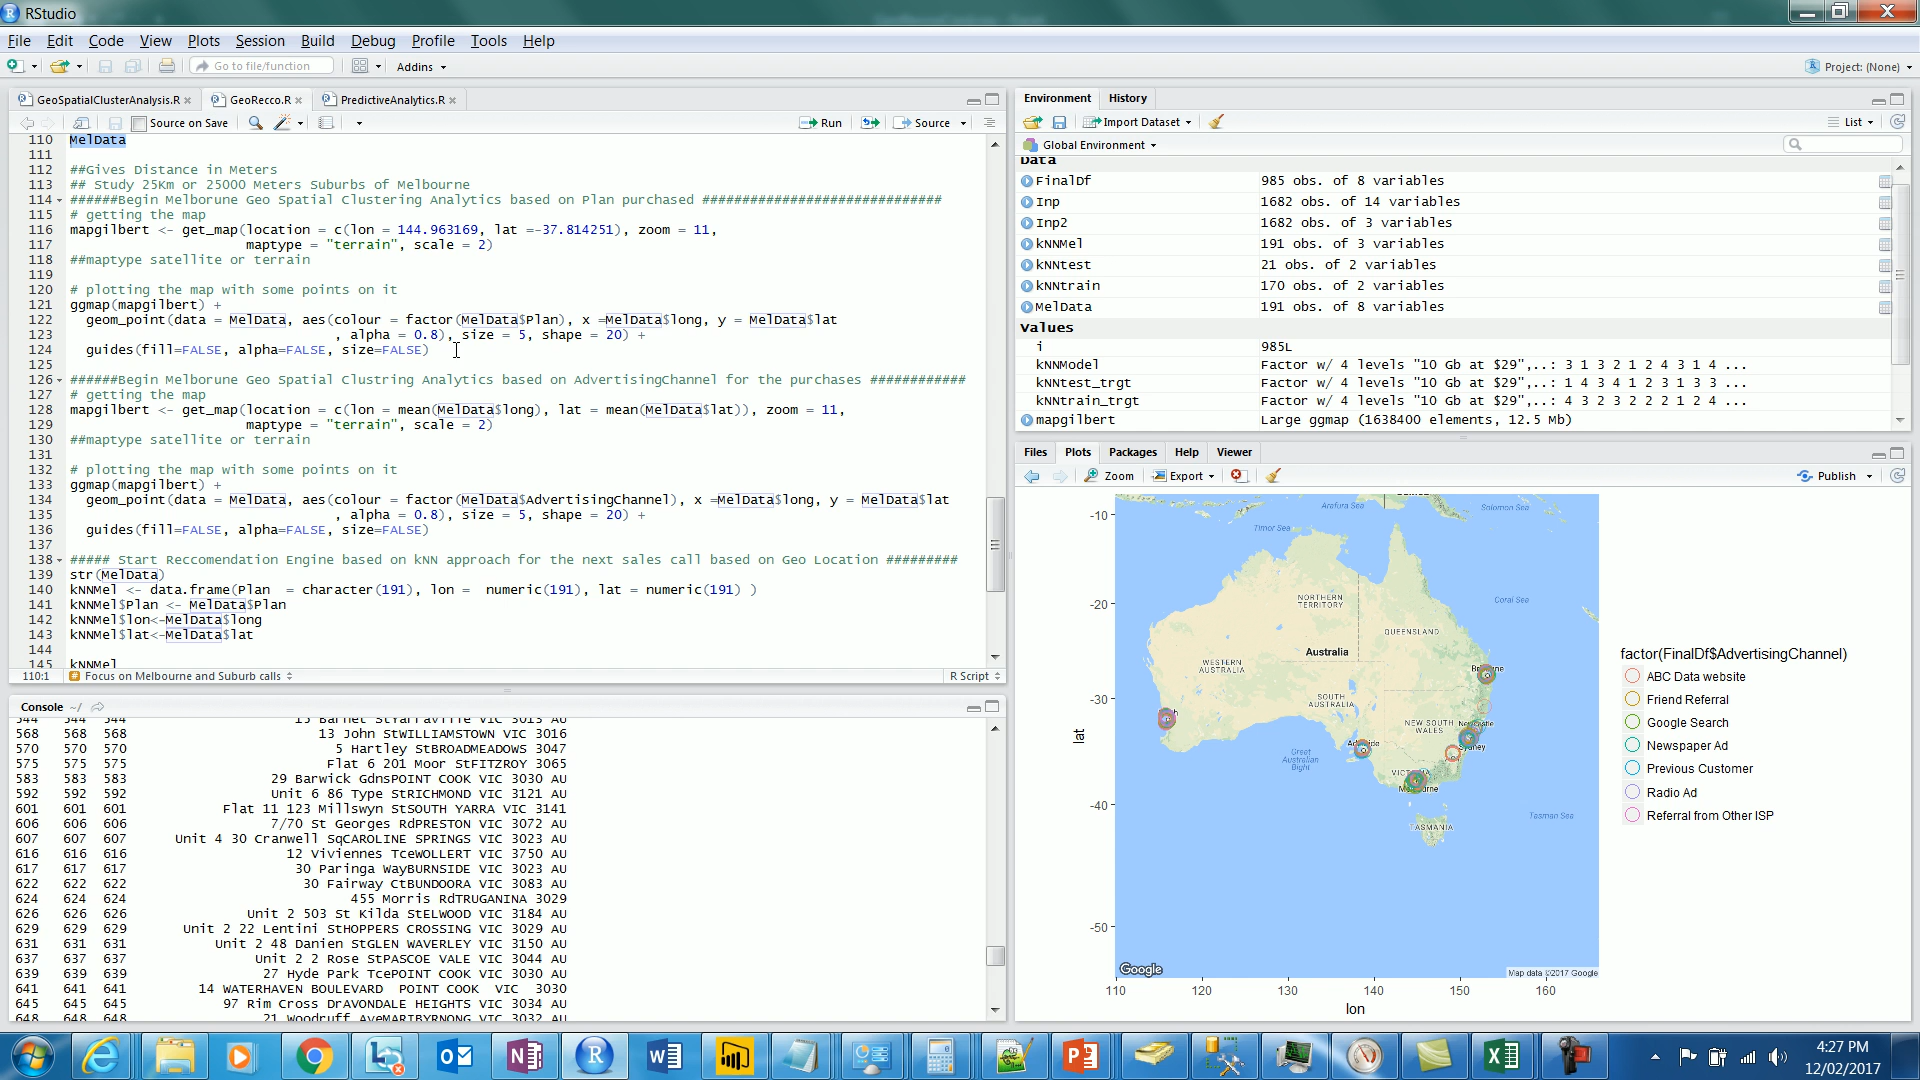 RStudio
File Edit Code View Plots Session Build Debug Profile Tools Help
Go to file/function Addins Project: (None)
GeoSpatialClusterAnalysis.R GeoRecco.R PredictiveAnalytics.R
Source on Save Run Source
110 MelData
111
112 ##Gives Distance in Meters
113 ## Study 25Km or 25000 Meters Suburbs of Melbourne
114 ######Begin Melborune Geo Spatial Clustering Analytics based on Plan purchased ##############################
115 # getting the map
116 mapgilbert <- get_map(location = c(lon = 144.963169, lat =-37.814251), zoom = 11,
117 maptype = "terrain", scale = 2)
118 ##maptype satellite or terrain
119
120 # plotting the map with some points on it
121 ggmap(mapgilbert) +
122 geom_point(data = MelData, aes(colour = factor(MelData$Plan), x =MelData$long, y = MelData$lat
123 , alpha = 0.8), size = 5, shape = 20) +
124 guides(fill=FALSE, alpha=FALSE, size=FALSE)
125
126 ######Begin Melborune Geo Spatial Clustring Analytics based on AdvertisingChannel for the purchases ############
127 # getting the map
128 mapgilbert <- get_map(location = c(lon = mean(MelData$long), lat = mean(MelData$lat)), zoom = 11,
129 maptype = "terrain", scale = 2)
130 ##maptype satellite or terrain
131
132 # plotting the map with some points on it
133 ggmap(mapgilbert) +
134 geom_point(data = MelData, aes(colour = factor(MelData$AdvertisingChannel), x =MelData$long, y = MelData$lat
135 , alpha = 0.8), size = 5, shape = 20) +
136 guides(fill=FALSE, alpha=FALSE, size=FALSE)
137
138 ##### Start Reccomendation Engine based on kNN approach for the next sales call based on Geo Location #########
139 str(MelData)
140 kNNMel <- data.frame(Plan = character(191), lon = numeric(191), lat = numeric(191) )
141 kNNMel$Plan <- MelData$Plan
142 kNNMel$lon<-MelData$long
143 kNNMel$lat<-MelData$lat
144
145 kNNMel
110:1 Focus on Melbourne and Suburb calls R Script
Console ~/
544 544 544 15 Barnet StYarraville VIC 3013 AU
568 568 568 13 John StWILLIAMSTOWN VIC 3016
570 570 570 5 Hartley StBROADMEADOWS 3047
575 575 575 Flat 6 201 Moor StFITZROY 3065
583 583 583 29 Barwick GdnsPOINT COOK VIC 3030 AU
592 592 592 Unit 6 86 Type StRICHMOND VIC 3121 AU
601 601 601 Flat 11 123 Millswyn StSOUTH YARRA VIC 3141
606 606 606 7/70 St Georges RdPRESTON VIC 3072 AU
607 607 607 Unit 4 30 Cranwell SqCAROLINE SPRINGS VIC 3023 AU
616 616 616 12 Viviennes TceWOLLERT VIC 3750 AU
617 617 617 30 Paringa WayBURNSIDE VIC 3023 AU
622 622 622 30 Fairway CtBUNDOORA VIC 3083 AU
624 624 624 455 Morris RdTRUGANINA 3029
626 626 626 Unit 2 503 St Kilda StELWOOD VIC 3184 AU
629 629 629 Unit 2 22 Lentini StHOPPERS CROSSING VIC 3029 AU
631 631 631 Unit 2 48 Danien StGLEN WAVERLEY VIC 3150 AU
637 637 637 Unit 2 2 Rose StPASCOE VALE VIC 3044 AU
639 639 639 27 Hyde Park TcePOINT COOK VIC 3030 AU
641 641 641 14 WATERHAVEN BOULEVARD POINT COOK VIC 3030
645 645 645 97 Rim Cross DrAVONDALE HEIGHTS VIC 3034 AU
648 648 648 21 Woodruff AveMARIBYRNONG VIC 3032 AU
Environment History
Import Dataset List
Global Environment
Data
FinalDf 985 obs. of 8 variables
Inp 1682 obs. of 14 variables
Inp2 1682 obs. of 3 variables
kNNMel 191 obs. of 3 variables
kNNtest 21 obs. of 2 variables
kNNtrain 170 obs. of 2 variables
MelData 191 obs. of 8 variables
Values
i 985L
kNNModel Factor w/ 4 levels "10 Gb at $29",..: 3 1 3 2 1 2 4 3 1 4 ...
kNNtest_trgt Factor w/ 4 levels "10 Gb at $29",..: 1 4 3 4 1 2 3 1 3 3 ...
kNNtrain_trgt Factor w/ 4 levels "10 Gb at $29",..: 4 3 2 3 2 2 2 1 2 4 ...
mapgilbert Large ggmap (1638400 elements, 12.5 Mb)
Files Plots Packages Help Viewer
Zoom Export Publish
Arafura Sea
Solomon Sea
Timor Sea
Coral Sea
NORTHERN TERRITORY
QUEENSLAND
Australia
WESTERN AUSTRALIA
SOUTH AUSTRALIA
NEW SOUTH WALES
Newcastle
Sydney
Great Australian Bight
Tasman Sea
TASMANIA
Google
Map data ©2017 Google
-10
-20
-30
-40
-50
lat
110 120 130 140 150 160
lon
factor(FinalDf$AdvertisingChannel)
ABC Data website
Friend Referral
Google Search
Newspaper Ad
Previous Customer
Radio Ad
Referral from Other ISP
4:27 PM
12/02/2017